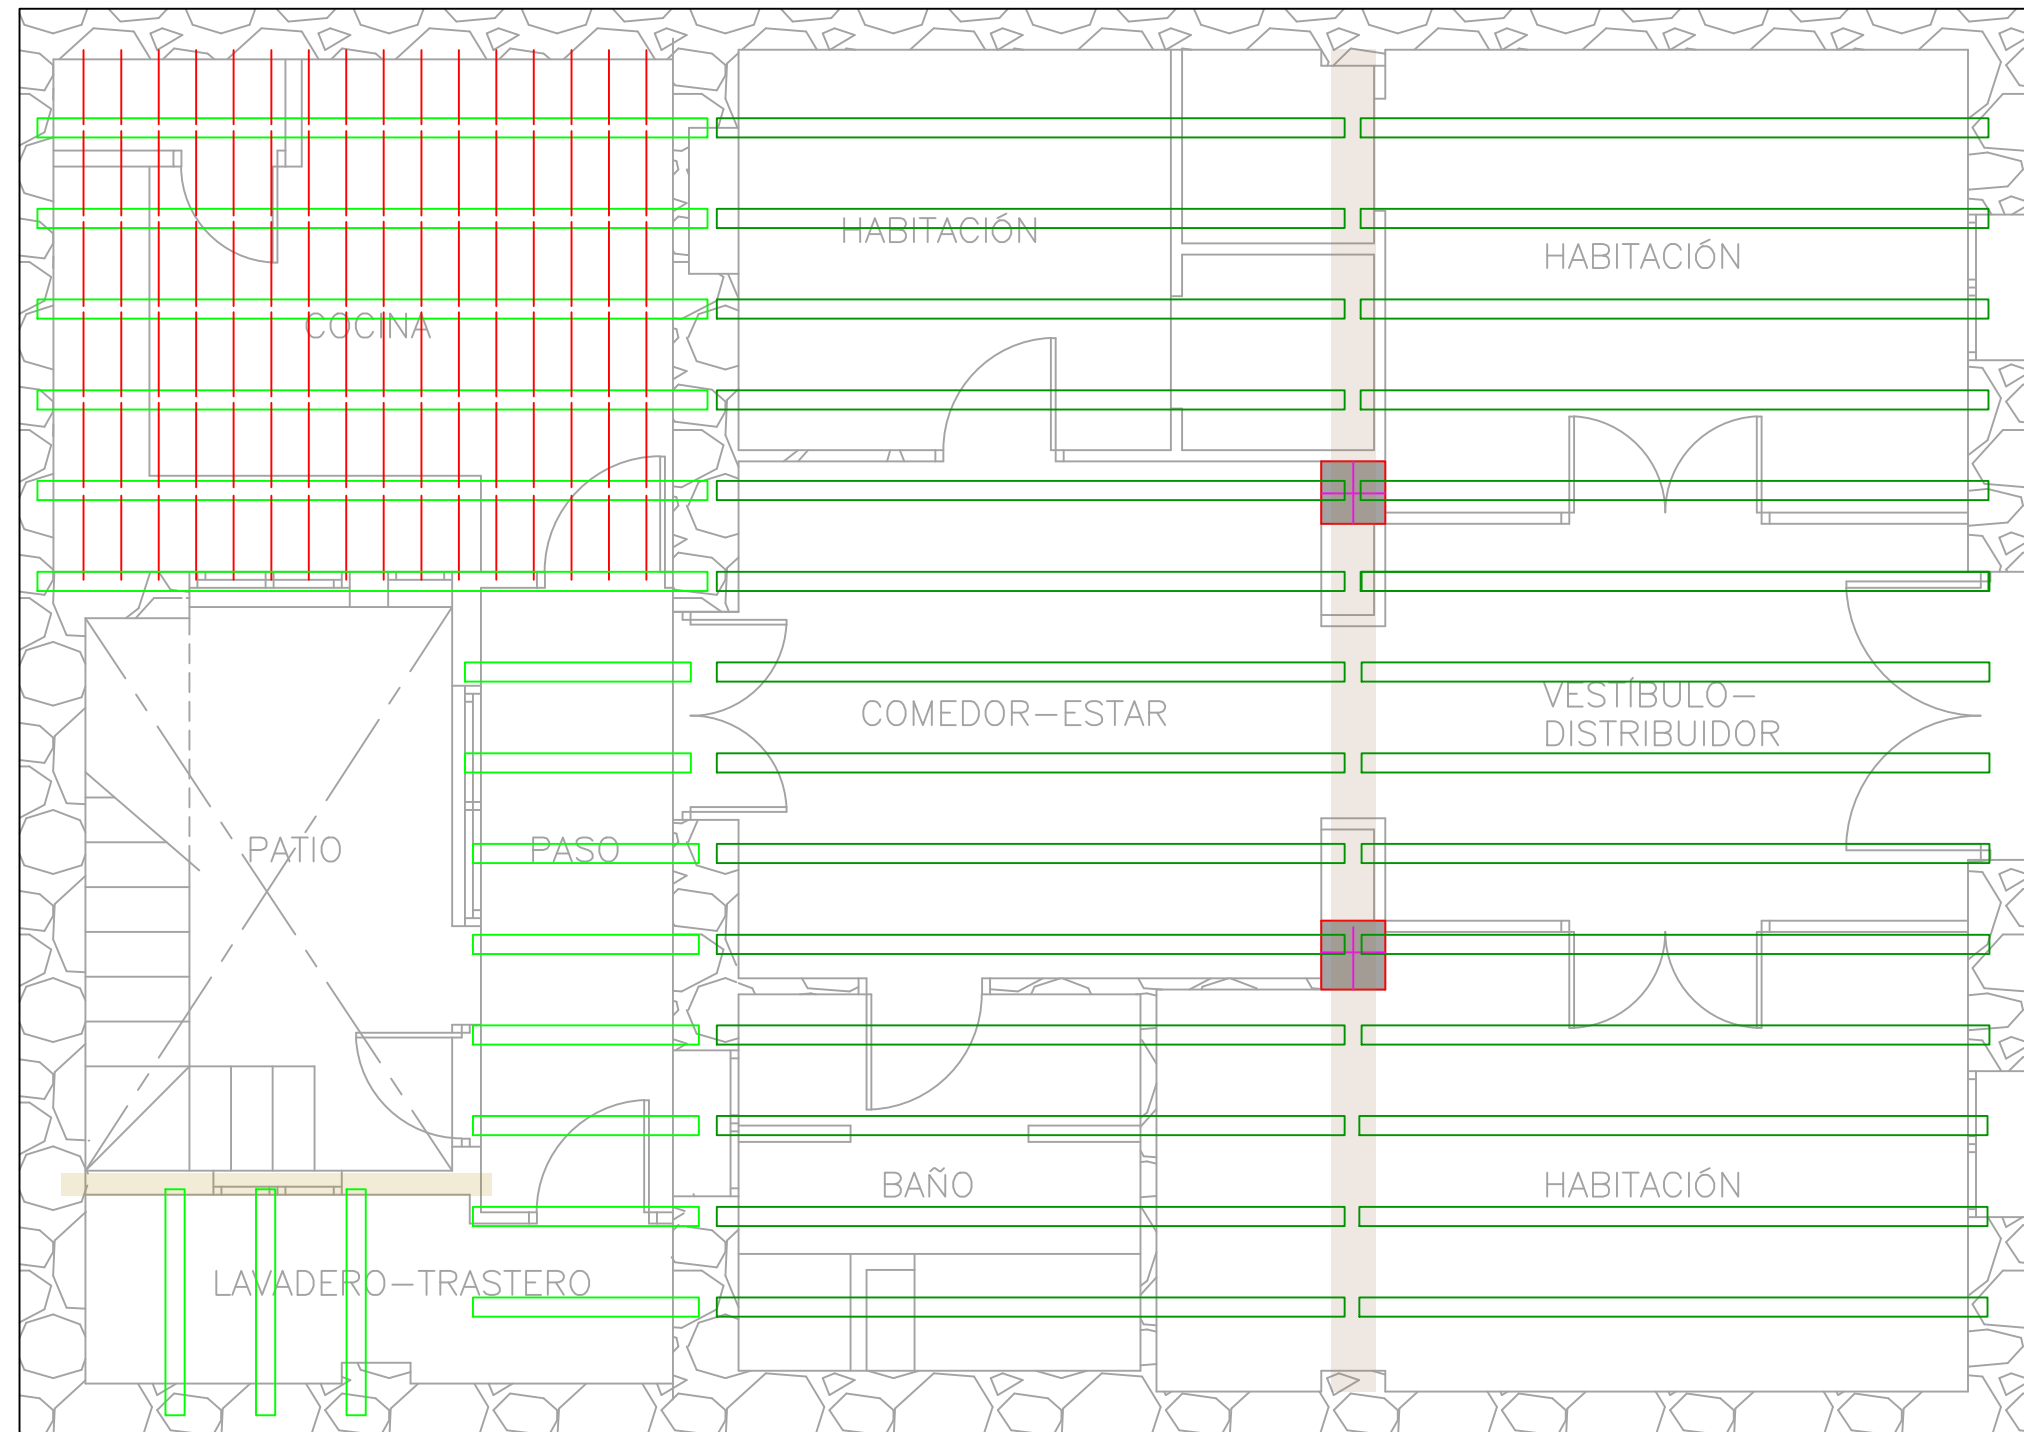 HABITACIÓN
HABITACIÓN
COCINA
COMEDOR-ESTAR
VESTÍBULO-
DISTRIBUIDOR
PATIO
PASO
BAÑO
HABITACIÓN
LAVADERO-TRASTERO